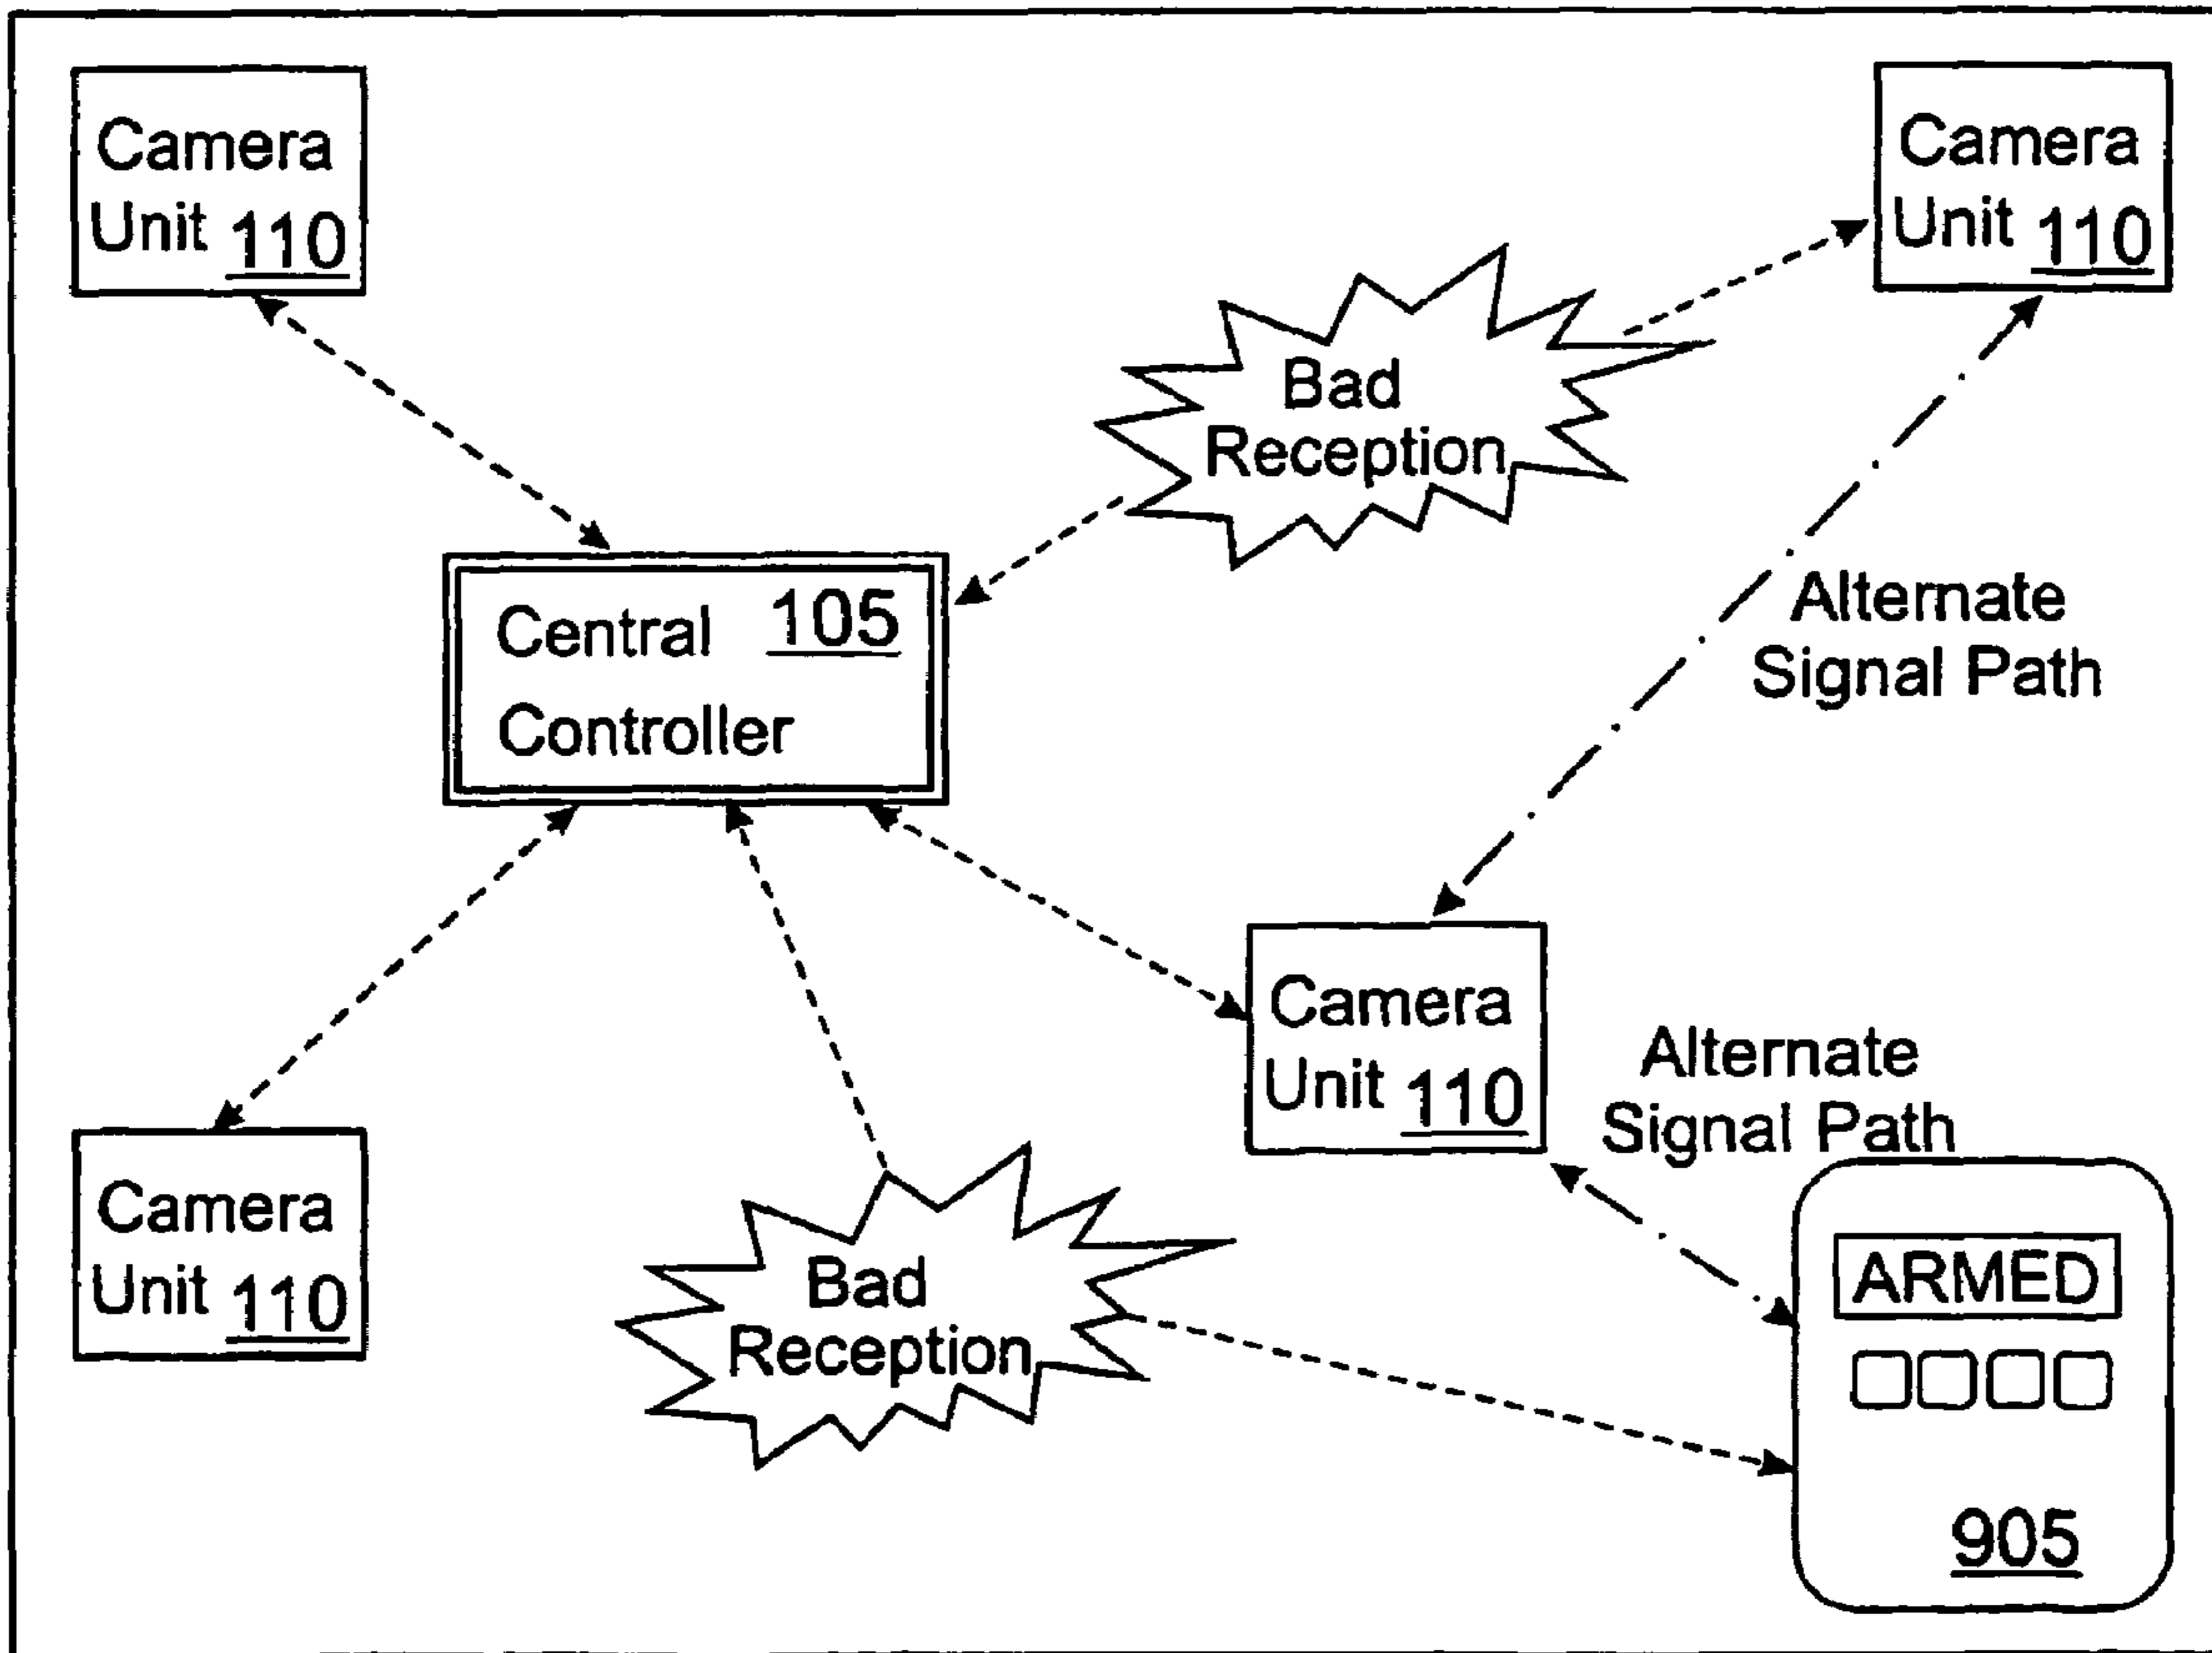 Camera
Unit 110
Camera
Unit 110
Bad
Reception
Central 105
Controller
Alternate
Signal Path
Camera
Unit 110
Alternate
Signal Path
Camera
Unit 110
Bad
Reception
ARMED
905